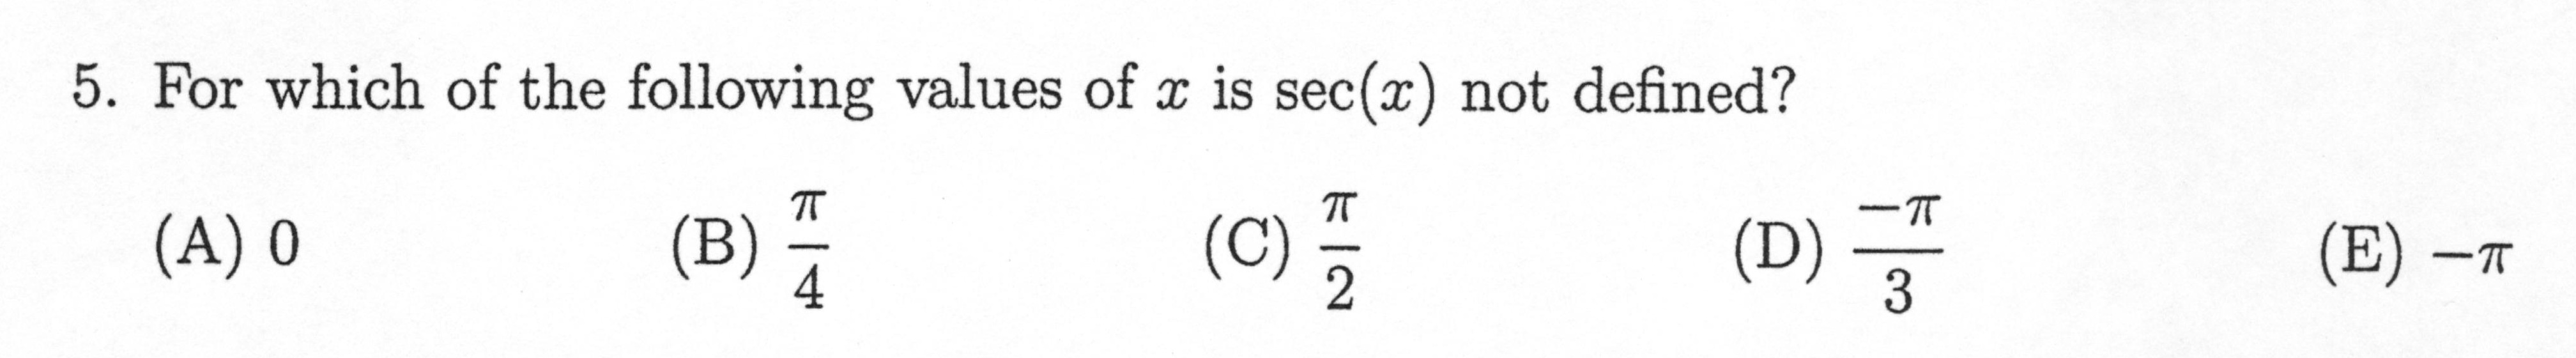 5. For which of the following values of x is sec(x) not defined?
(A) 0 (B) π/4 (C) π/2 (D) −π/3 (E) −π